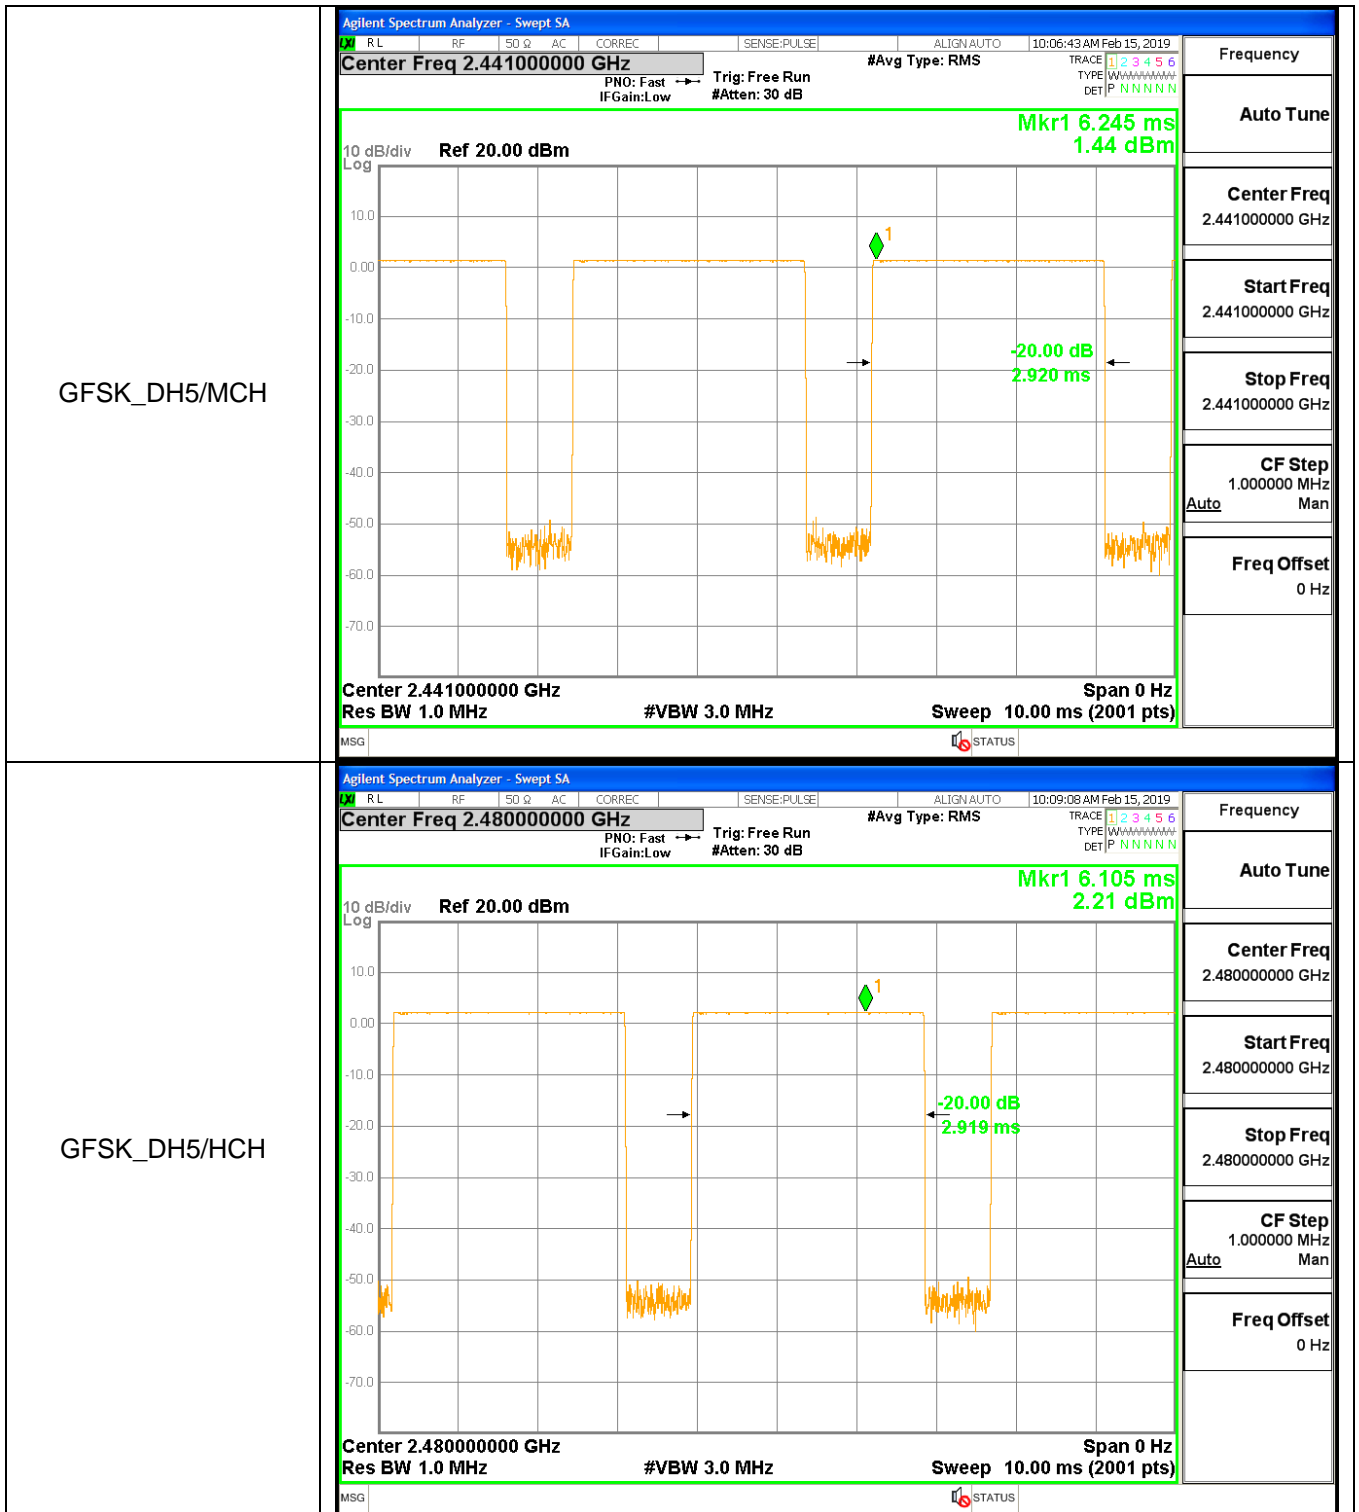 GFSK_DH5/MCH
Agilent Spectrum Analyzer - Swept SA
LXI RL RF 50 Ω AC CORREC SENSE:PULSE ALIGN AUTO 10:06:43 AM Feb 15, 2019
Center Freq 2.441000000 GHz
#Avg Type: RMS
TRACE 1 2 3 4 5 6
PNO: Fast
Trig: Free Run
TYPE
IFGain:Low
#Atten: 30 dB
DET P N N N N N
Mkr1 6.245 ms
1.44 dBm
10 dB/div Ref 20.00 dBm
Log
10.0
0.00
-10.0
-20.0
-30.0
-40.0
-50.0
-60.0
-70.0
1
-20.00 dB
2.920 ms
Center 2.441000000 GHz Span 0 Hz
Res BW 1.0 MHz #VBW 3.0 MHz Sweep 10.00 ms (2001 pts)
MSG STATUS
Frequency
Auto Tune
Center Freq
2.441000000 GHz
Start Freq
2.441000000 GHz
Stop Freq
2.441000000 GHz
CF Step
1.000000 MHz
Auto Man
Freq Offset
0 Hz
GFSK_DH5/HCH
Agilent Spectrum Analyzer - Swept SA
LXI RL RF 50 Ω AC CORREC SENSE:PULSE ALIGN AUTO 10:09:08 AM Feb 15, 2019
Center Freq 2.480000000 GHz
#Avg Type: RMS
TRACE 1 2 3 4 5 6
PNO: Fast
Trig: Free Run
TYPE
IFGain:Low
#Atten: 30 dB
DET P N N N N N
Mkr1 6.105 ms
2.21 dBm
10 dB/div Ref 20.00 dBm
Log
10.0
0.00
-10.0
-20.0
-30.0
-40.0
-50.0
-60.0
-70.0
1
-20.00 dB
2.919 ms
Center 2.480000000 GHz Span 0 Hz
Res BW 1.0 MHz #VBW 3.0 MHz Sweep 10.00 ms (2001 pts)
MSG STATUS
Frequency
Auto Tune
Center Freq
2.480000000 GHz
Start Freq
2.480000000 GHz
Stop Freq
2.480000000 GHz
CF Step
1.000000 MHz
Auto Man
Freq Offset
0 Hz